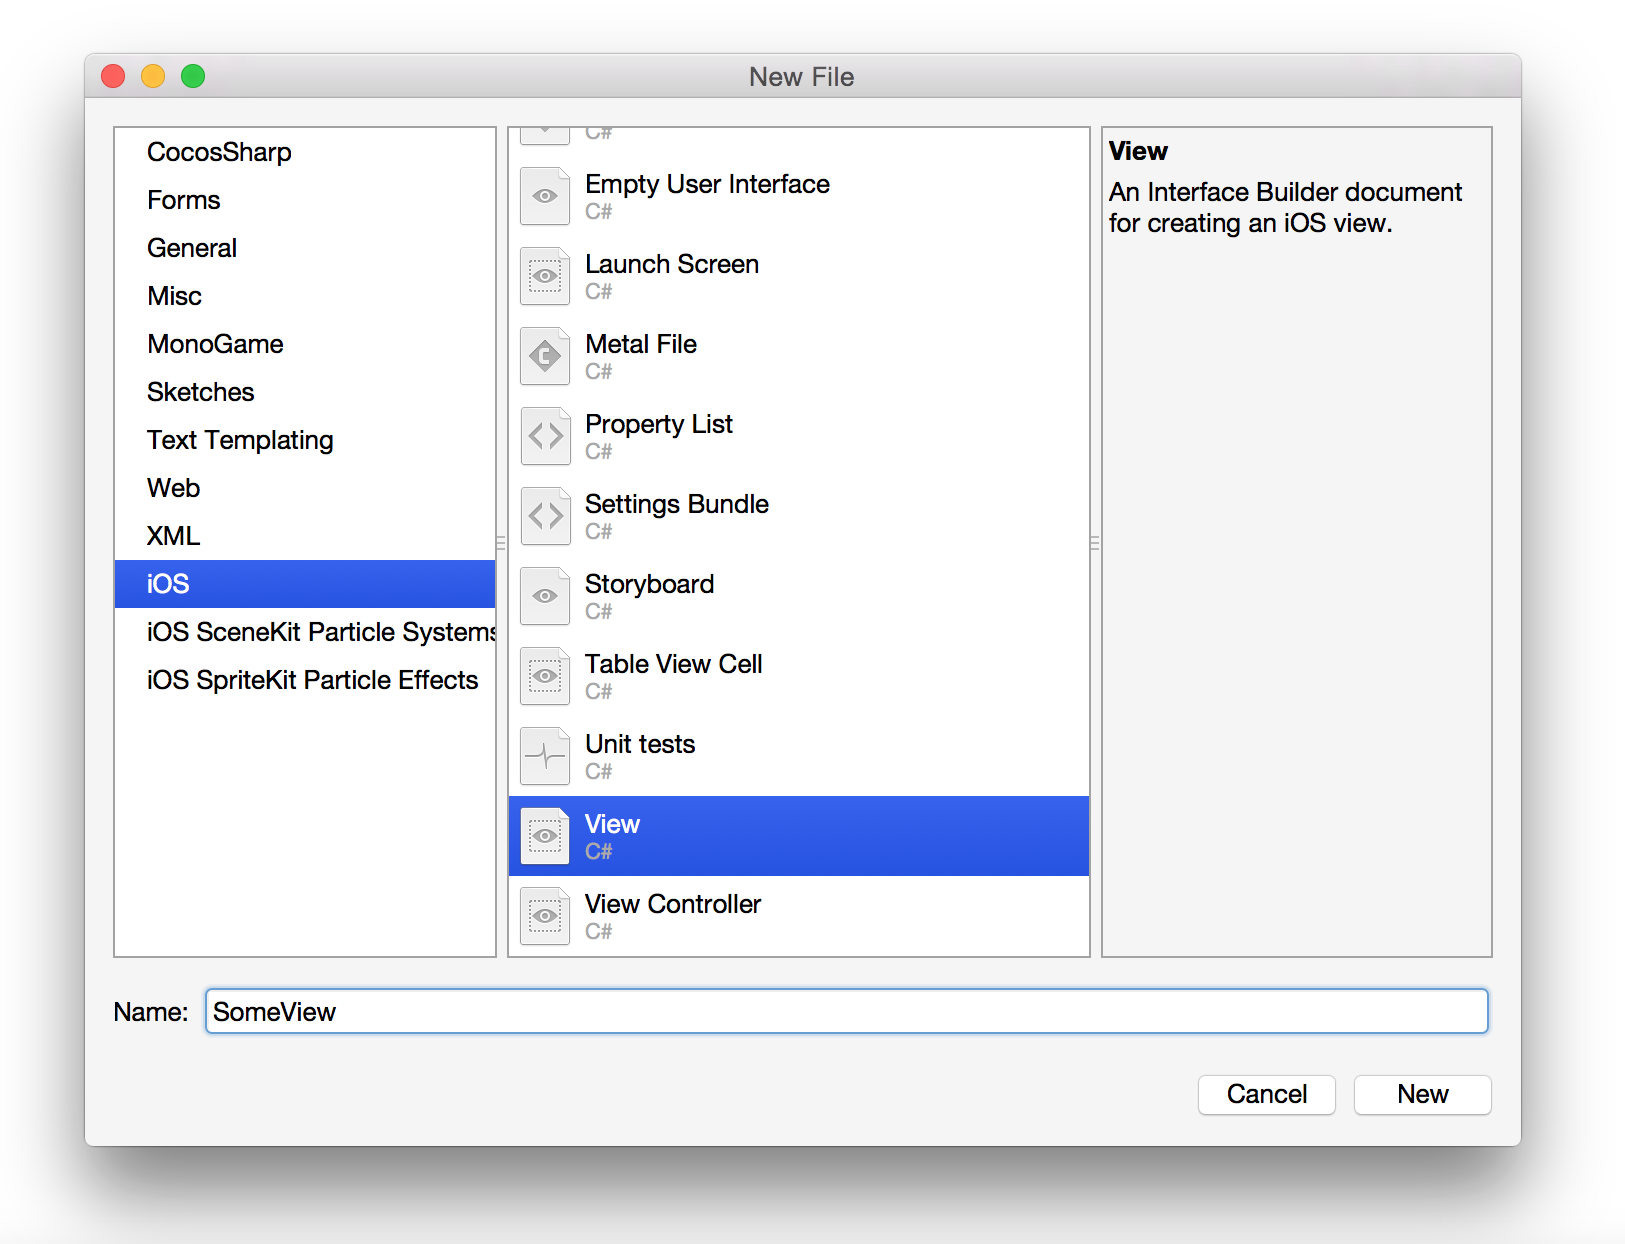 New File
CocosSharp
Forms
General
Misc
MonoGame
Sketches
Text Templating
Web
XML
iOS
iOS SceneKit Particle Systems
iOS SpriteKit Particle Effects
C#
Empty User Interface
C#
Launch Screen
C#
Metal File
C#
Property List
C#
Settings Bundle
C#
Storyboard
C#
Table View Cell
C#
Unit tests
C#
View
C#
View Controller
C#
View
An Interface Builder document
for creating an iOS view.
Name: SomeView
Cancel New